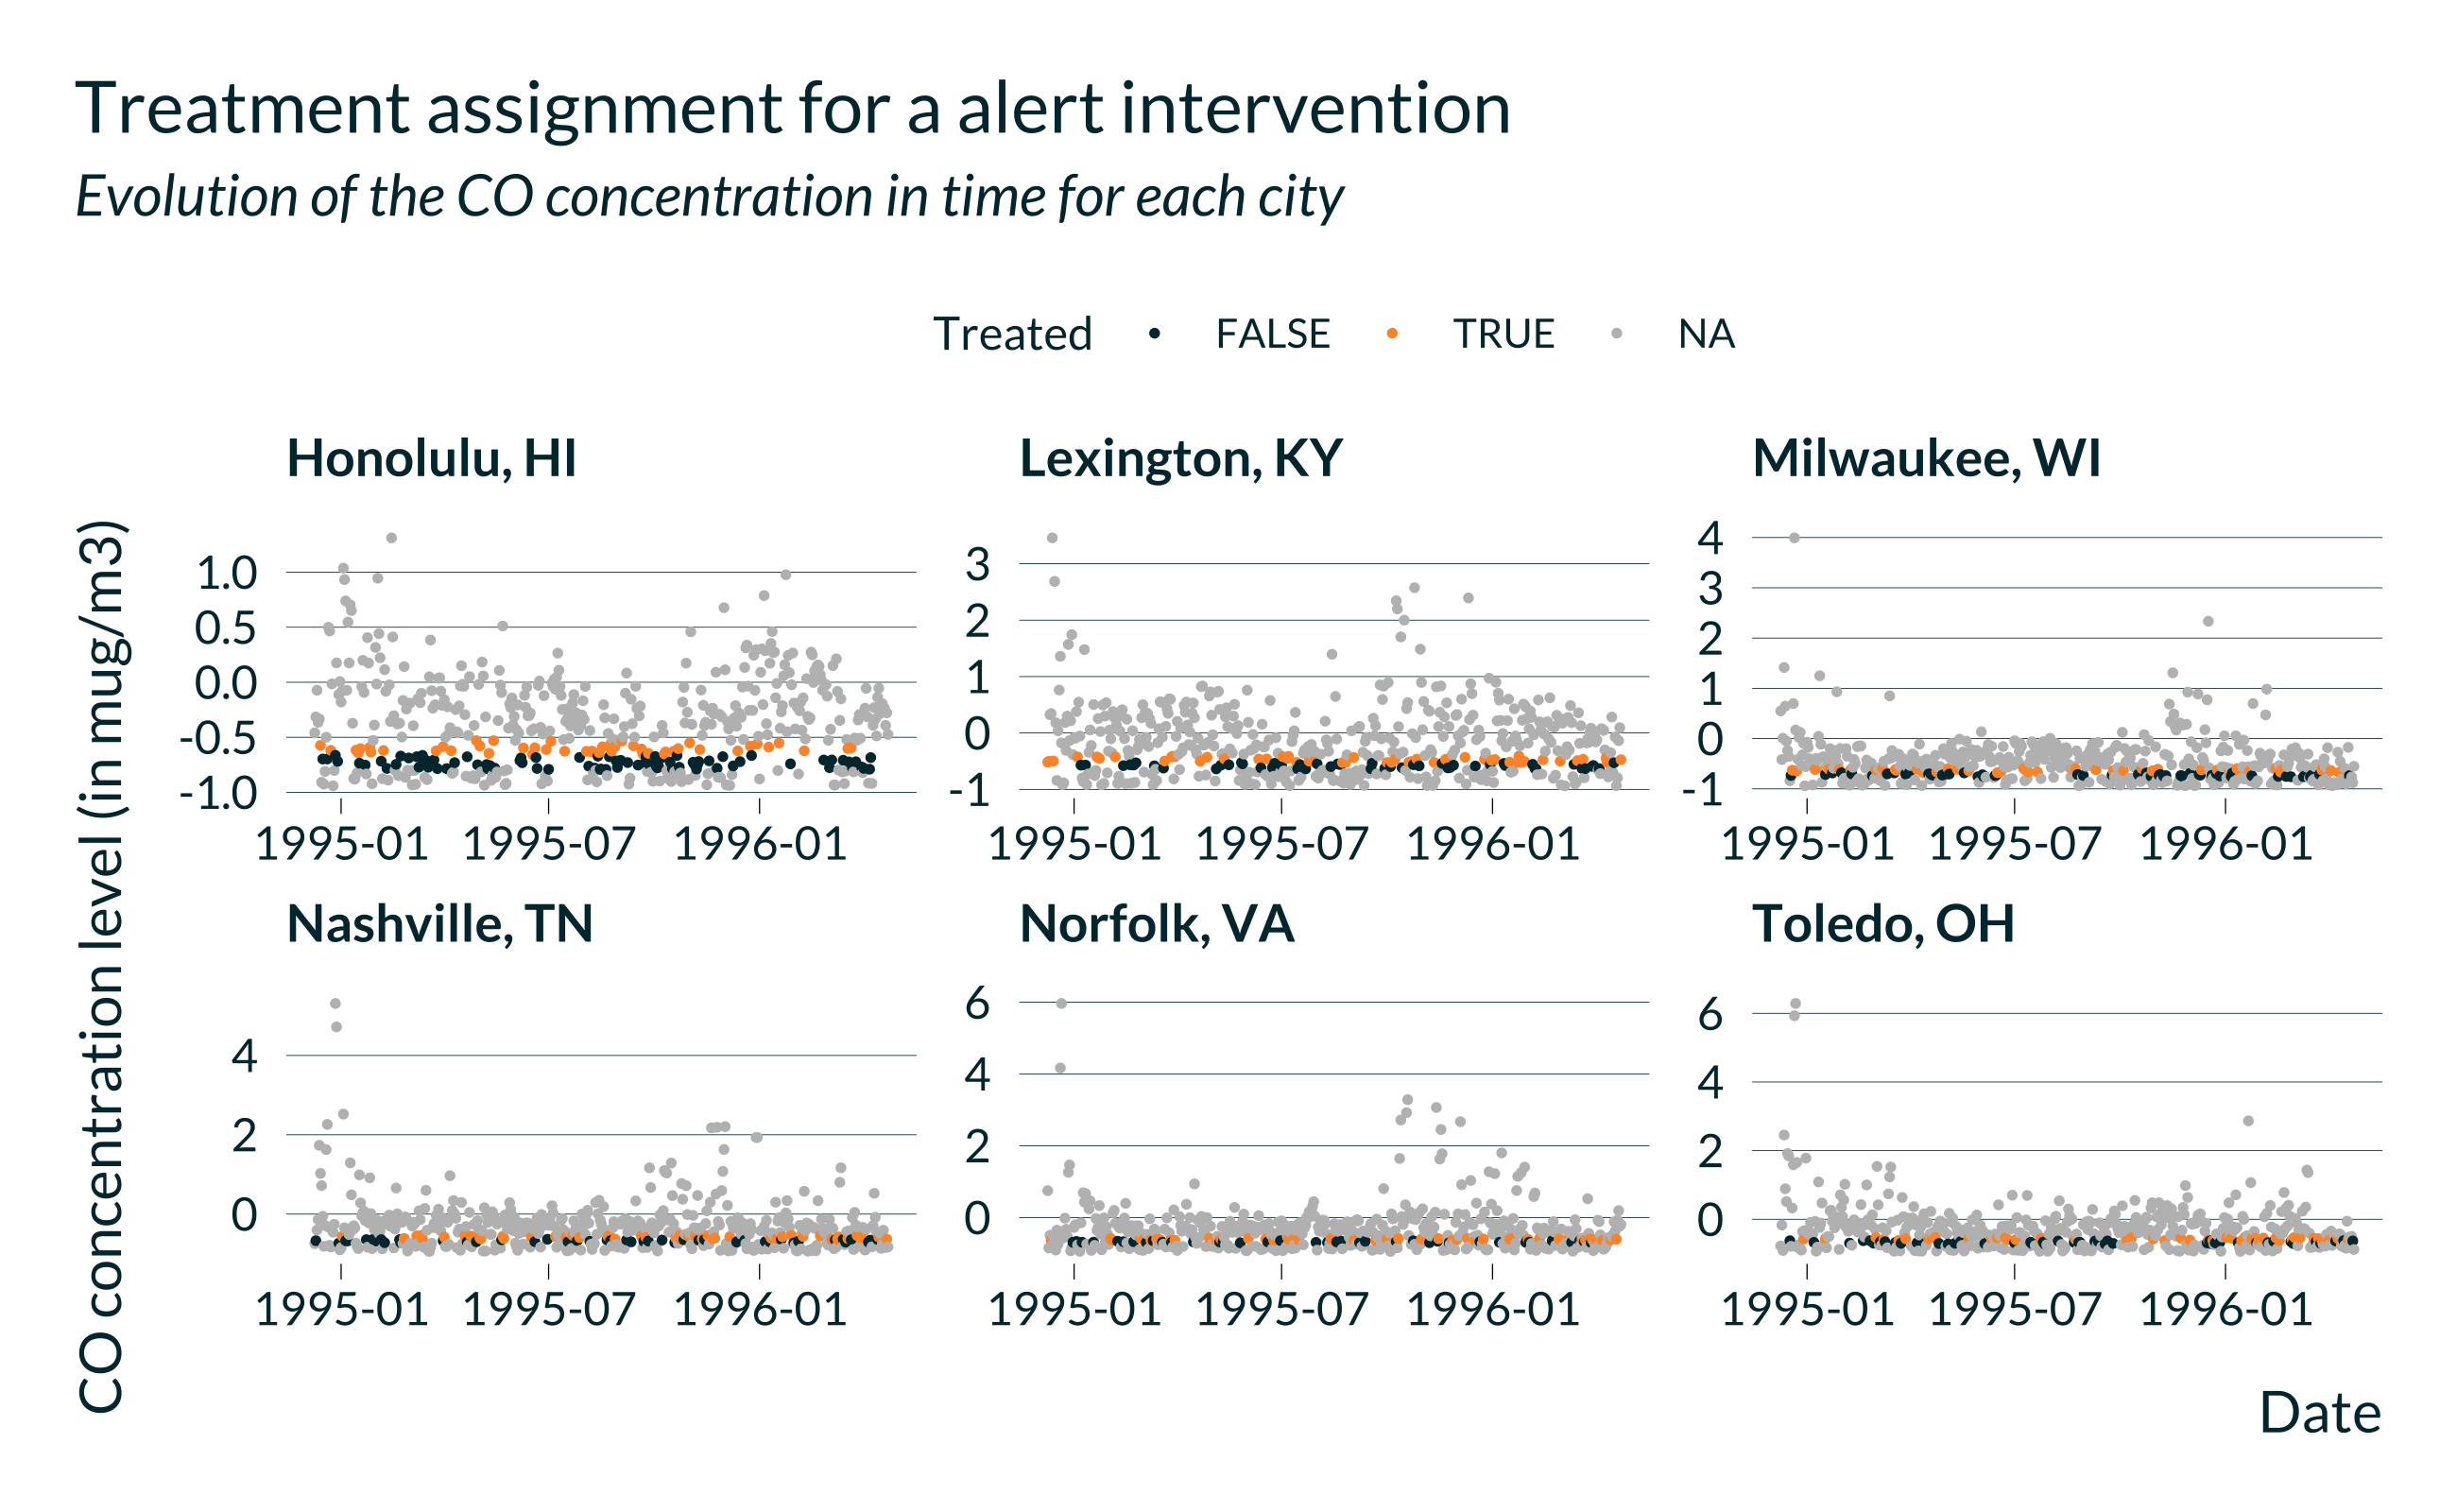 Treatment assignment for a alert intervention
Evolution of the CO concentration in time for each city
Treated FALSE TRUE NA
CO concentration level (in mug/m3)
Honolulu, HI
1.0
0.5
0.0
-0.5
-1.0
1995-01 1995-07 1996-01
Lexington, KY
3
2
1
0
-1
1995-01 1995-07 1996-01
Milwaukee, WI
4
3
2
1
0
-1
1995-01 1995-07 1996-01
Nashville, TN
4
2
0
1995-01 1995-07 1996-01
Norfolk, VA
6
4
2
0
1995-01 1995-07 1996-01
Toledo, OH
6
4
2
0
1995-01 1995-07 1996-01
Date